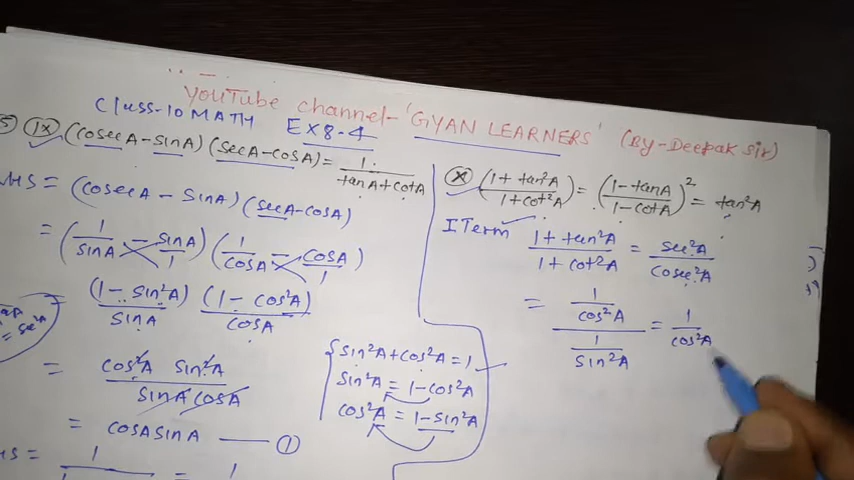 YouTube channel- 'GYAN LEARNERS' (By-Deepak sir)
Class-10 MATH EX 8-4
(ix) (cosecA - sinA) (secA - cosA) = 1/(tanA + cotA)
= (cosecA - sinA) (secA - cosA)
= (1/sinA - sinA/1) (1/cosA - cosA/1)
(1 - sin²A)/sinA (1 - cos²A)/cosA
= cos²A sin²A / sinA cosA
= cosA sinA ——— ①
= 1
= 1
{sin²A + cos²A = 1
sin²A = 1 - cos²A
cos²A = 1 - sin²A
(x) (1 + tan²A / 1 + cot²A) = (1 - tanA / 1 - cotA)² = tan²A
I Term 1 + tan²A / 1 + cot²A = sec²A / cosec²A
= 1/cos²A / 1/sin²A = 1/cos²A